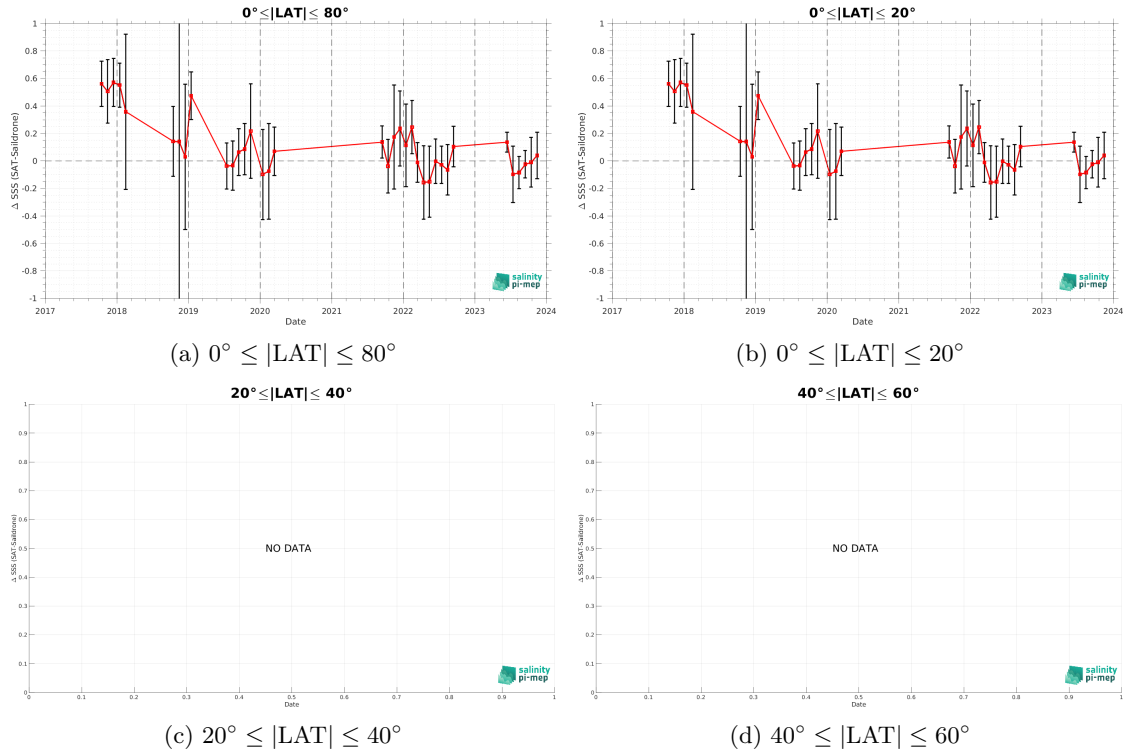 0°≤|LAT|≤ 80°
1
0.8
0.6
0.4
0.2
0
-0.2
-0.4
-0.6
-0.8
-1
Δ SSS (SAT-Saildrone)
2017 2018 2019 2020 2021 2022 2023 2024
Date
salinity
pi-mep
(a) 0° ≤ |LAT| ≤ 80°
0°≤|LAT|≤ 20°
1
0.8
0.6
0.4
0.2
0
-0.2
-0.4
-0.6
-0.8
-1
Δ SSS (SAT-Saildrone)
2017 2018 2019 2020 2021 2022 2023 2024
Date
salinity
pi-mep
(b) 0° ≤ |LAT| ≤ 20°
20°≤|LAT|≤ 40°
1
0.9
0.8
0.7
0.6
0.5
0.4
0.3
0.2
0.1
0
Δ SSS (SAT-Saildrone)
NO DATA
0 0.1 0.2 0.3 0.4 0.5 0.6 0.7 0.8 0.9 1
Date
salinity
pi-mep
(c) 20° ≤ |LAT| ≤ 40°
40°≤|LAT|≤ 60°
1
0.9
0.8
0.7
0.6
0.5
0.4
0.3
0.2
0.1
0
Δ SSS (SAT-Saildrone)
NO DATA
0 0.1 0.2 0.3 0.4 0.5 0.6 0.7 0.8 0.9 1
Date
salinity
pi-mep
(d) 40° ≤ |LAT| ≤ 60°